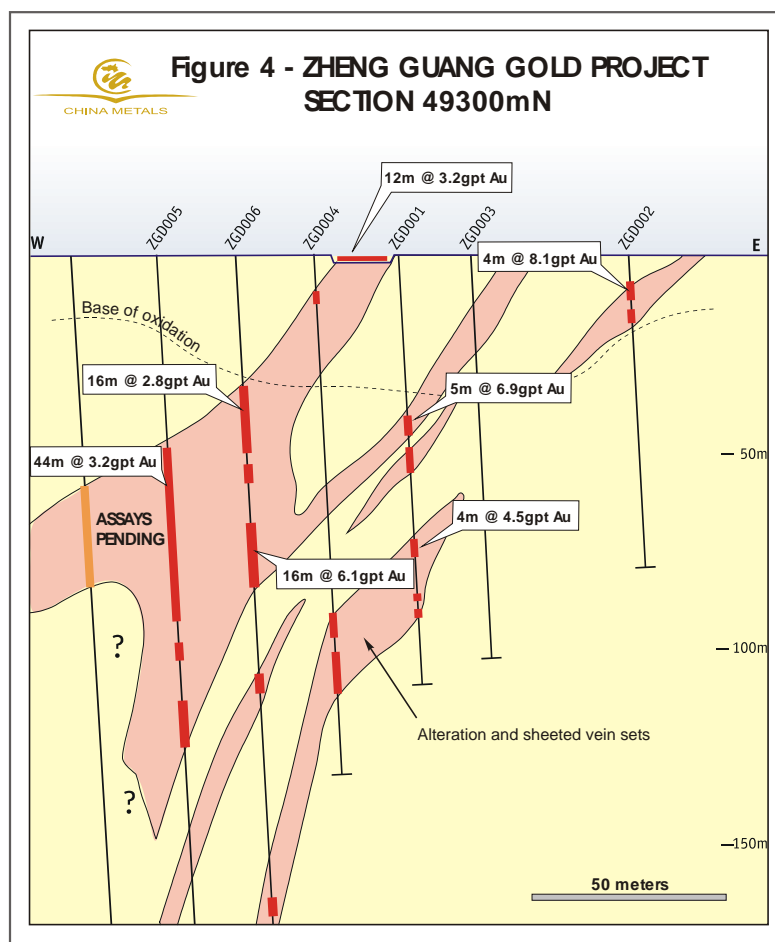 Figure 4 - ZHENG GUANG GOLD PROJECT
SECTION 49300mN
CHINA METALS
12m @ 3.2gpt Au
W
ZGD005
ZGD006
ZGD004
ZGD001
ZGD003
ZGD002
E
4m @ 8.1gpt Au
Base of oxidation
16m @ 2.8gpt Au
5m @ 6.9gpt Au
44m @ 3.2gpt Au
50m
ASSAYS
PENDING
4m @ 4.5gpt Au
16m @ 6.1gpt Au
?
100m
Alteration and sheeted vein sets
?
150m
50 meters